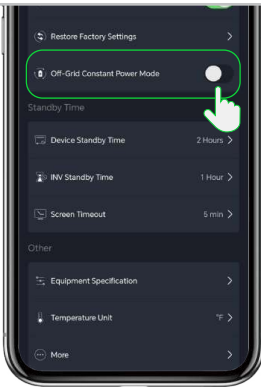 Restore Factory Settings
Off-Grid Constant Power Mode
Standby Time
Device Standby Time 2 Hours
INV Standby Time 1 Hour
Screen Timeout 5 min
Other
Equipment Specification
Temperature Unit °F
More